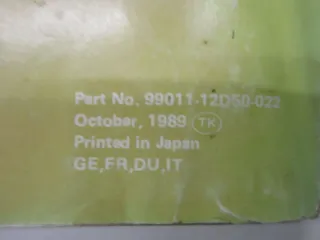 Part No. 99011-12D50-022
October, 1989 TK
Printed in Japan
GE,FR,DU,IT